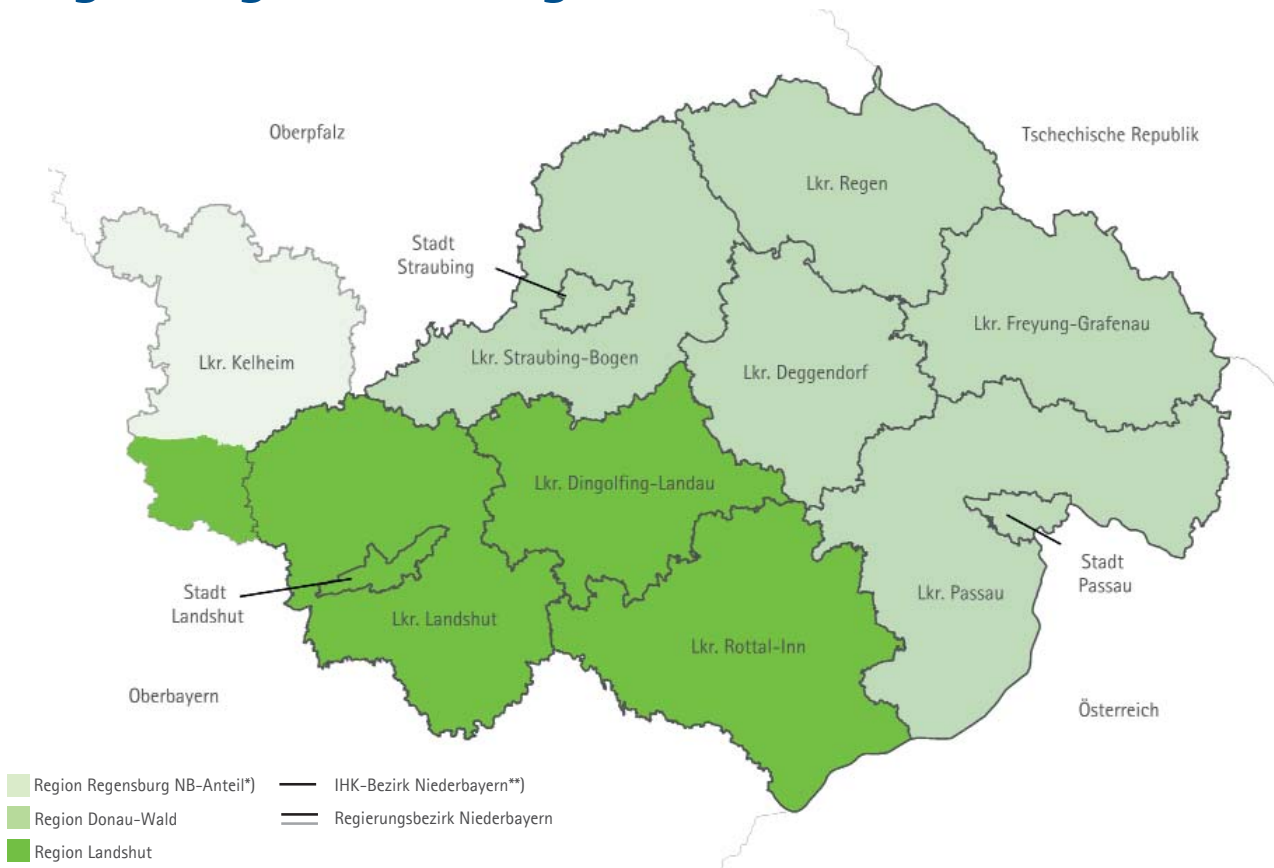 Oberpfalz
Tschechische Republik
Lkr. Regen
Stadt
Straubing
Lkr. Freyung-Grafenau
Lkr. Kelheim
Lkr. Straubing-Bogen
Lkr. Deggendorf
Lkr. Dingolfing-Landau
Stadt
Passau
Stadt
Landshut
Lkr. Passau
Lkr. Landshut
Lkr. Rottal-Inn
Oberbayern
Österreich
Region Regensburg NB-Anteil*)
IHK-Bezirk Niederbayern**)
Region Donau-Wald
Regierungsbezirk Niederbayern
Region Landshut